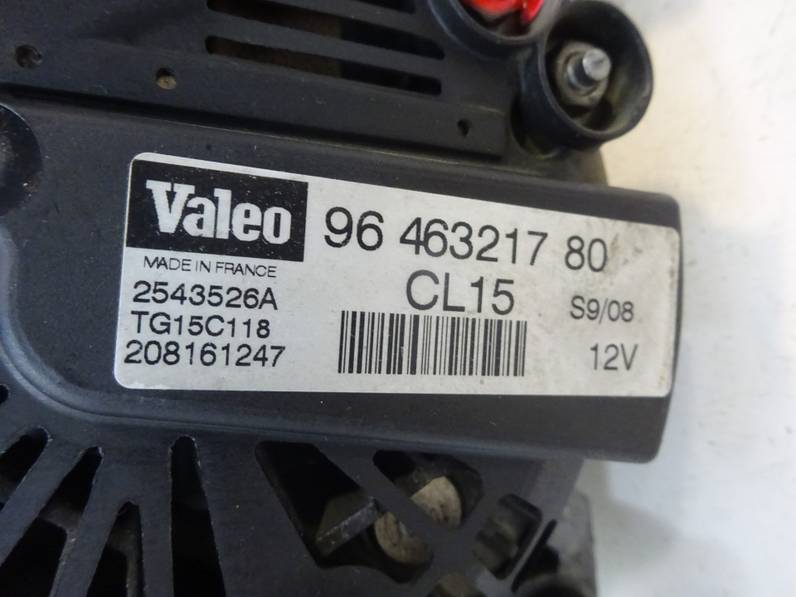 Valeo 96 463217 80
MADE IN FRANCE
CL15 S9/08
2543526A
TG15C118
208161247 12V